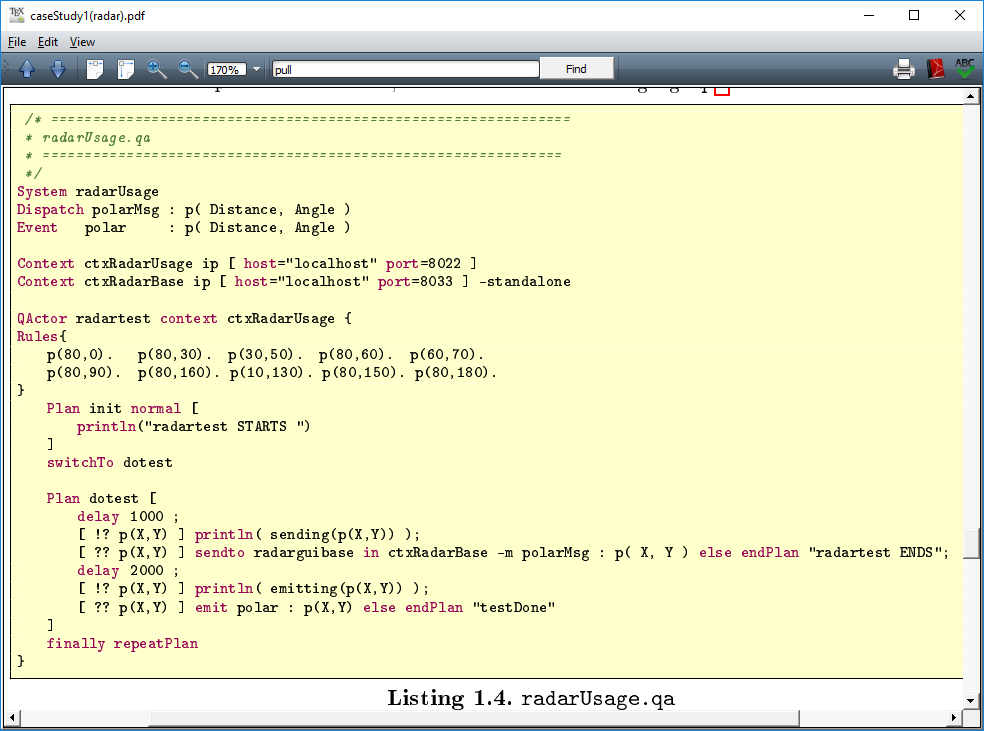 TEX caseStudy1(radar).pdf
File Edit View
170% pull Find ABC
/* ==============================================================
* radarUsage.qa
* ==============================================================
*/
System radarUsage
Dispatch polarMsg : p( Distance, Angle )
Event polar : p( Distance, Angle )
Context ctxRadarUsage ip [ host="localhost" port=8022 ]
Context ctxRadarBase ip [ host="localhost" port=8033 ] -standalone
QActor radartest context ctxRadarUsage {
Rules{
p(80,0). p(80,30). p(30,50). p(80,60). p(60,70).
p(80,90). p(80,160). p(10,130). p(80,150). p(80,180).
}
Plan init normal [
println("radartest STARTS ")
]
switchTo dotest
Plan dotest [
delay 1000 ;
[ !? p(X,Y) ] println( sending(p(X,Y)) );
[ ?? p(X,Y) ] sendto radarguibase in ctxRadarBase -m polarMsg : p( X, Y ) else endPlan "radartest ENDS";
delay 2000 ;
[ !? p(X,Y) ] println( emitting(p(X,Y)) );
[ ?? p(X,Y) ] emit polar : p(X,Y) else endPlan "testDone"
]
finally repeatPlan
}
Listing 1.4. radarUsage.qa